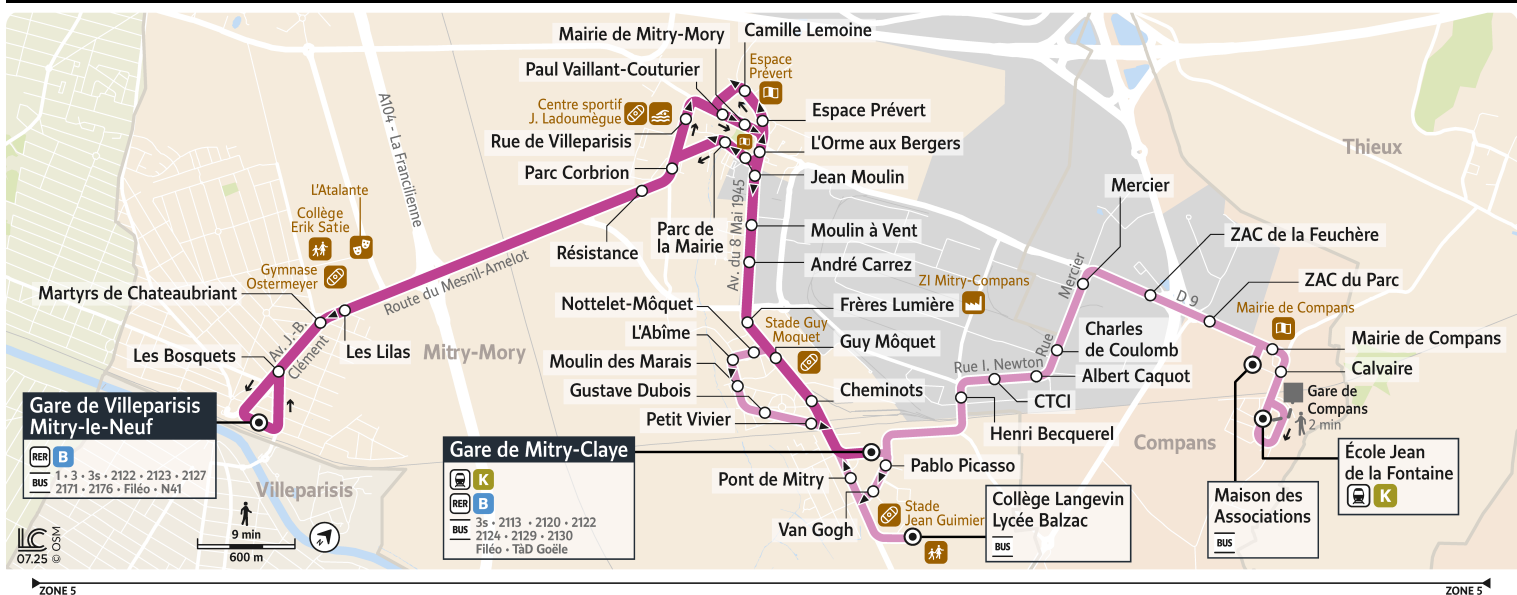 Mairie de Mitry-Mory
Camille Lemoine
Paul Vaillant-Couturier
Espace
Prévert
Centre sportif
J. Ladoumègue
Espace Prévert
Rue de Villeparisis
L'Orme aux Bergers
Parc Corbrion
Jean Moulin
A104 - La Francilienne
Thieux
L'Atalante
Collège
Erik Satie
Gymnase
Ostermeyer
Parc de
la Mairie
Av. du 8 Mai 1945
Moulin à Vent
Résistance
André Carrez
Mercier
ZAC de la Feuchère
ZI Mitry-Compans
Rue Mercier
D 9
ZAC du Parc
Martyrs de Chateaubriant
Route du Mesnil-Amelot
Nottelet-Môquet
Frères Lumière
Mairie de Compans
L'Abîme
Stade Guy
Moquet
Guy Môquet
Charles
de Coulomb
Mairie de Compans
Les Bosquets
Av. J.-B.
Clément
Les Lilas
Mitry-Mory
Moulin des Marais
Rue I. Newton
Albert Caquot
Calvaire
Gustave Dubois
Cheminots
CTCI
Gare de
Compans
2 min
Gare de Villeparisis
Mitry-le-Neuf
Petit Vivier
Henri Becquerel
Compans
RER B
BUS
1 • 3 • 3s • 2122 • 2123 • 2127
2171 • 2176 • Filéo • N41
Villeparisis
Gare de Mitry-Claye
K
RER B
BUS
3s • 2113 • 2120 • 2122
2124 • 2129 • 2130
Filéo • TàD Goële
Pont de Mitry
Pablo Picasso
Van Gogh
Stade
Jean Guimier
Collège Langevin
Lycée Balzac
BUS
Maison des
Associations
BUS
École Jean
de la Fontaine
K
LC
07.25
© OSM
9 min
600 m
ZONE 5
ZONE 5